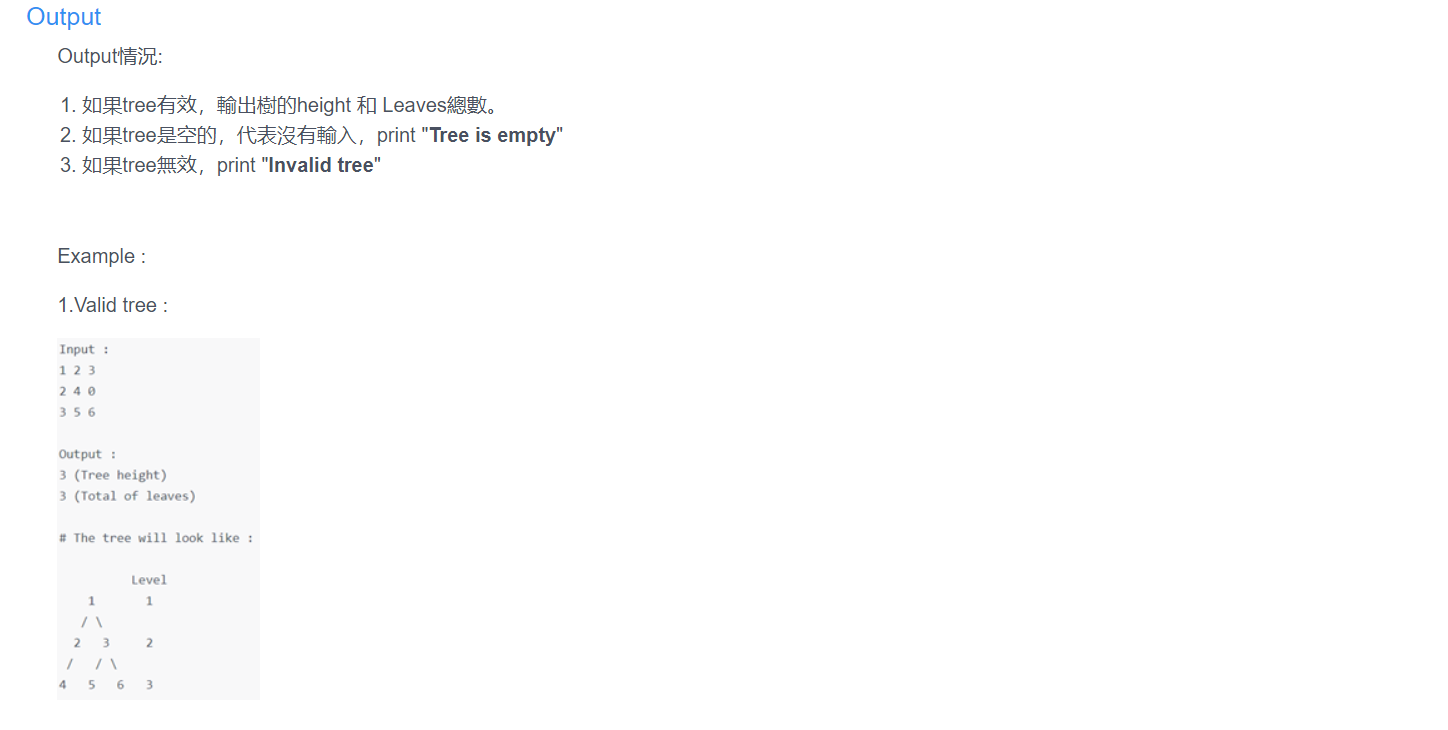 Output
Output情況:
1. 如果tree有效，輸出樹的height 和 Leaves總數。
2. 如果tree是空的，代表沒有輸入，print "Tree is empty"
3. 如果tree無效，print "Invalid tree"
Example :
1.Valid tree :
Input :
1 2 3
2 4 0
3 5 6
Output :
3 (Tree height)
3 (Total of leaves)
# The tree will look like :
Level
1 1
/ \
2 3 2
/ / \
4 5 6 3